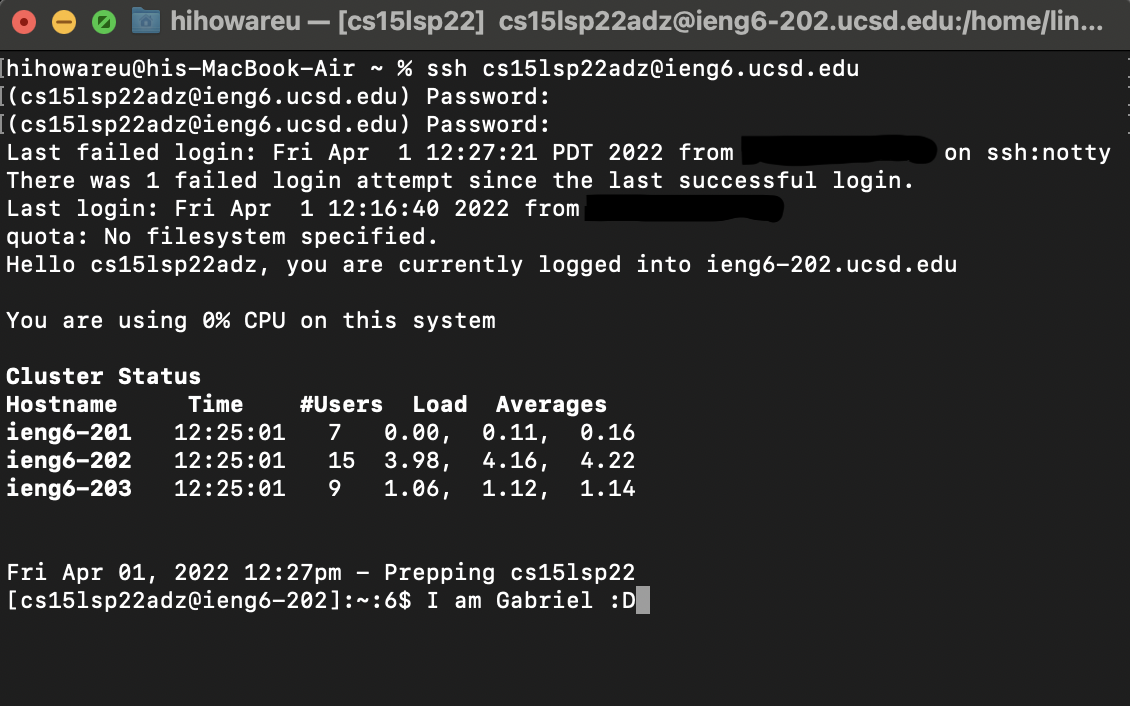 hihowareu — [cs15lsp22] cs15lsp22adz@ieng6-202.ucsd.edu:/home/lin...
[hihowareu@his-MacBook-Air ~ % ssh cs15lsp22adz@ieng6.ucsd.edu
[(cs15lsp22adz@ieng6.ucsd.edu) Password:
[(cs15lsp22adz@ieng6.ucsd.edu) Password:
Last failed login: Fri Apr  1 12:27:21 PDT 2022 from on ssh:notty
There was 1 failed login attempt since the last successful login.
Last login: Fri Apr  1 12:16:40 2022 from
quota: No filesystem specified.
Hello cs15lsp22adz, you are currently logged into ieng6-202.ucsd.edu
You are using 0% CPU on this system
Cluster Status
Hostname     Time    #Users  Load  Averages
ieng6-201   12:25:01   7   0.00,  0.11,  0.16
ieng6-202   12:25:01   15  3.98,  4.16,  4.22
ieng6-203   12:25:01   9   1.06,  1.12,  1.14
Fri Apr 01, 2022 12:27pm - Prepping cs15lsp22
[cs15lsp22adz@ieng6-202]:~:6$ I am Gabriel :D